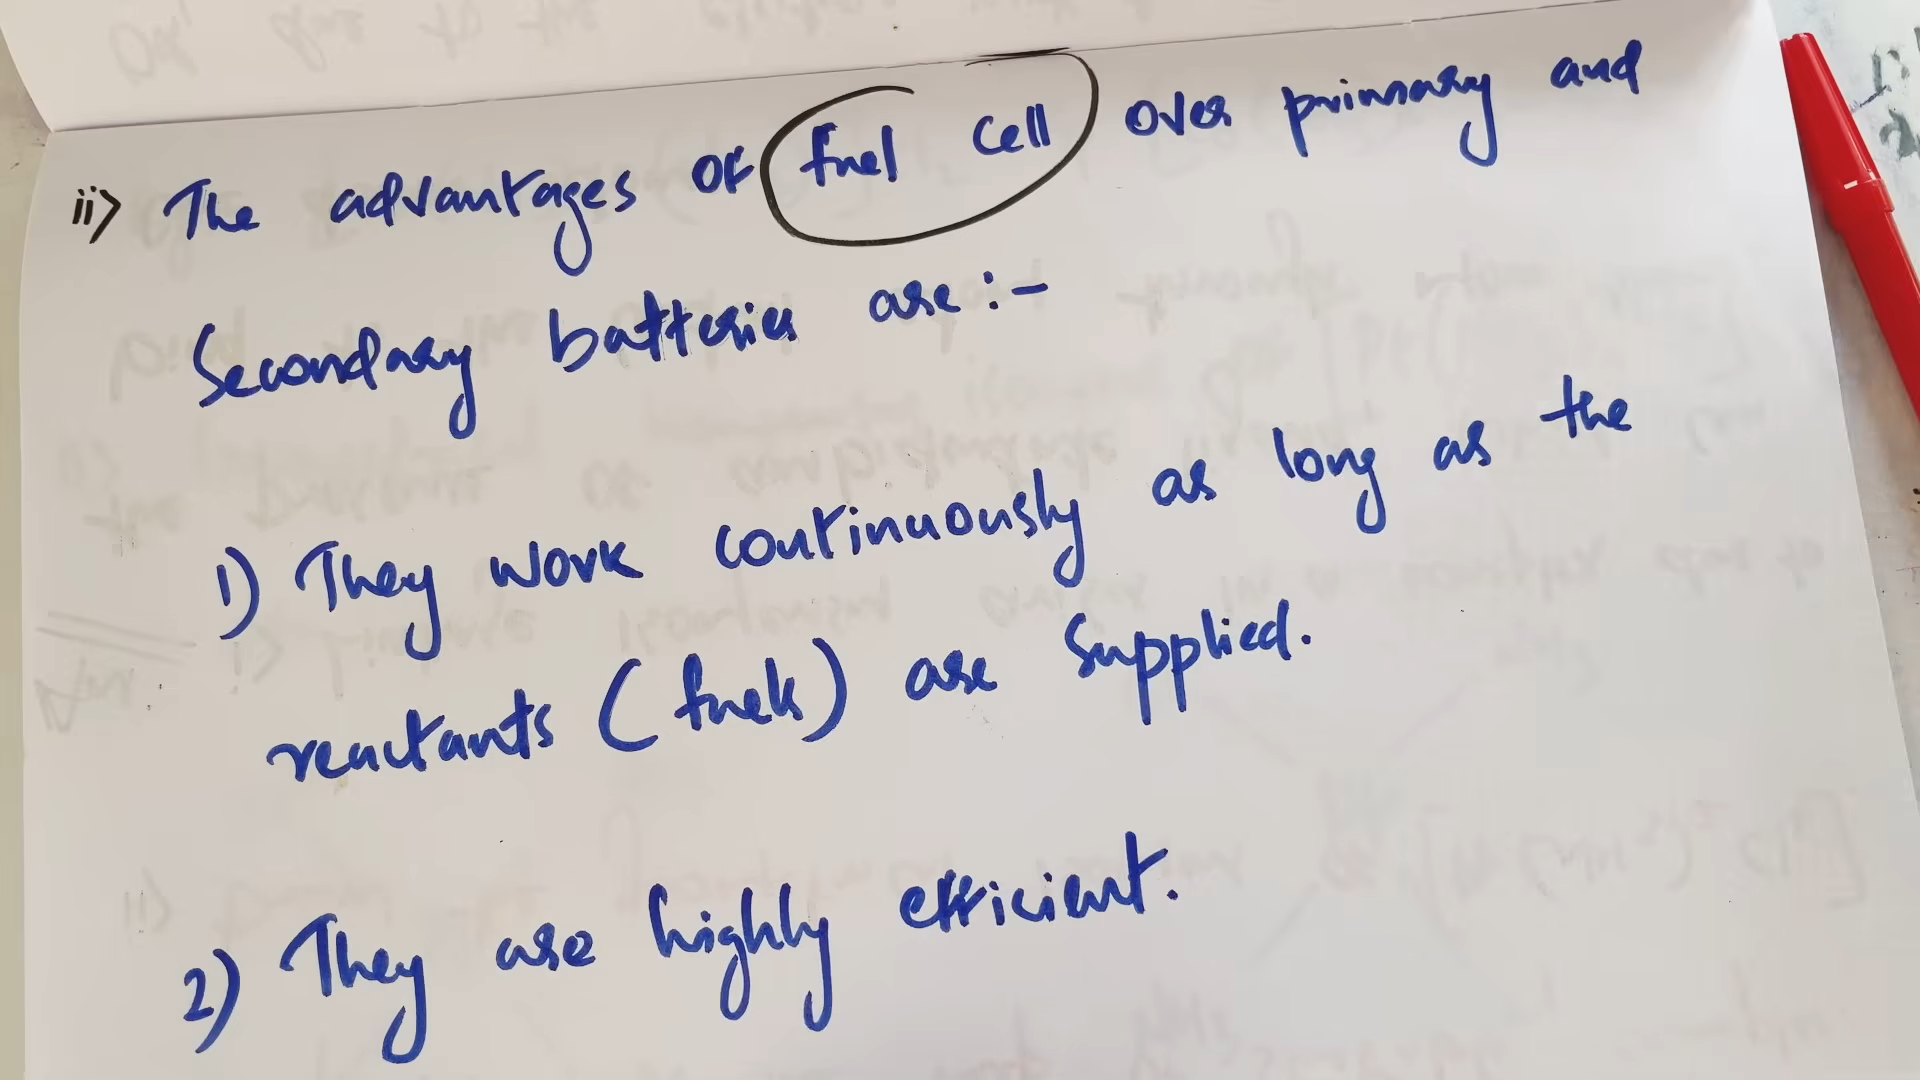 ii> The advantages of fuel cell over primary and
Secondary batteries are:-
1) They work continuously as long as the
reactants (fuels) are supplied.
2) They are highly efficient.